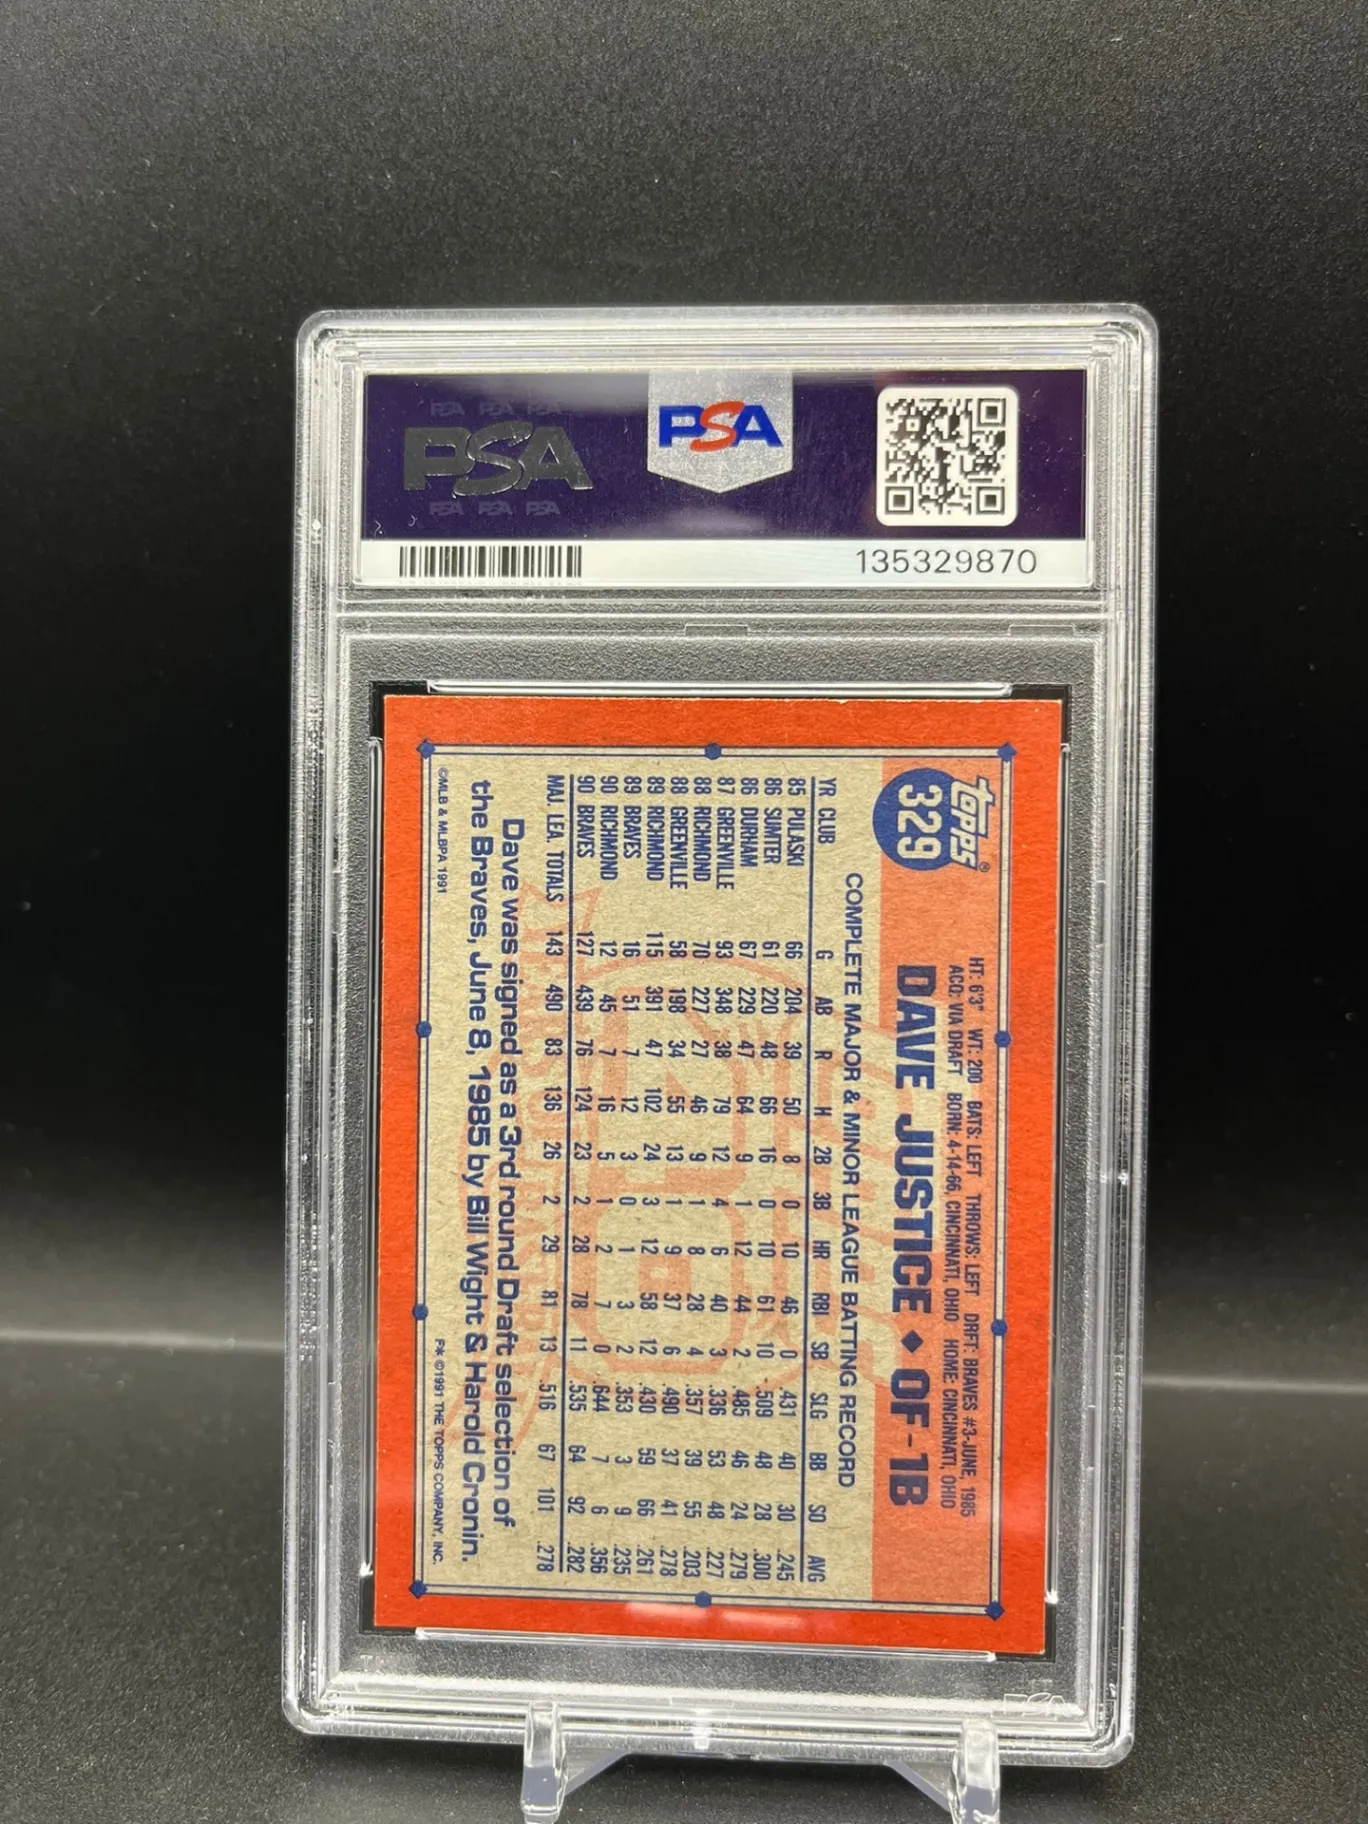 PSA PSA PSA
PSA
PSA PSA PSA
PSA
135329870
topps®
329
HT: 6'3" WT: 200 BATS: LEFT THROWS: LEFT DRFT: BRAVES #3-JUNE, 1985
ACQ: VIA DRAFT BORN: 4-14-66, CINCINNATI, OHIO HOME: CINCINNATI, OHIO
DAVE JUSTICE ◆ OF-1B
COMPLETE MAJOR & MINOR LEAGUE BATTING RECORD
YR CLUB G AB R H 2B 3B HR RBI SB SLG BB SO AVG
85 PULASKI 66 204 39 50 8 0 10 46 0 .431 40 30 .245
86 SUMTER 61 220 48 66 16 0 10 61 10 .509 48 28 .300
86 DURHAM 67 229 47 64 9 1 12 44 2 .485 46 24 .279
87 GREENVILLE 93 348 38 79 12 4 6 40 3 .336 53 48 .227
88 RICHMOND 70 227 27 46 9 1 8 28 4 .357 39 55 .203
88 GREENVILLE 58 198 34 55 13 1 9 37 6 .490 37 41 .278
89 RICHMOND 115 391 47 102 24 3 12 58 12 .430 59 66 .261
89 BRAVES 16 51 7 12 3 0 1 3 2 .353 3 9 .235
90 RICHMOND 12 45 7 16 5 1 2 7 0 .644 7 6 .356
90 BRAVES 127 439 76 124 23 2 28 78 11 .535 64 92 .282
MAJ. LEA. TOTALS 143 490 83 136 26 2 29 81 13 .516 67 101 .278
Dave was signed as a 3rd round Draft selection of
the Braves, June 8, 1985 by Bill Wight & Harold Cronin.
©MLB & MLBPA 1991
F* ©1991 THE TOPPS COMPANY, INC.
PSA